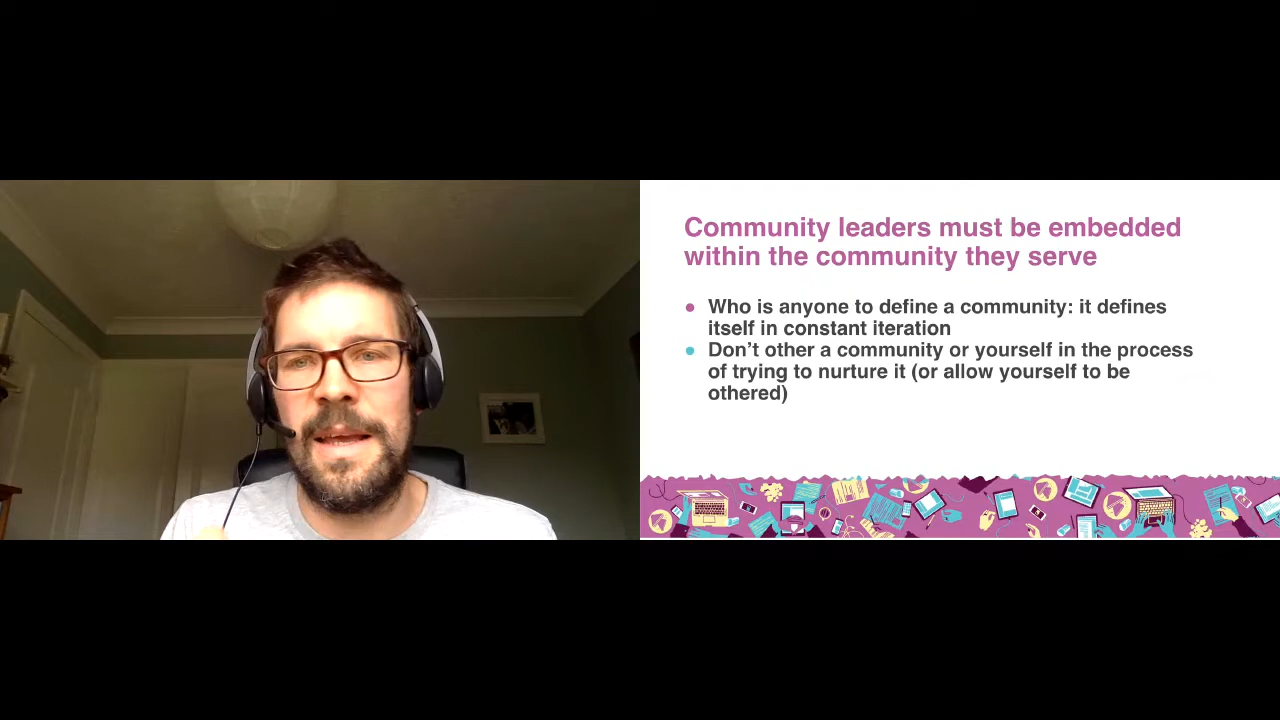 Community leaders must be embedded
within the community they serve
● Who is anyone to define a community: it defines
itself in constant iteration
● Don’t other a community or yourself in the process
of trying to nurture it (or allow yourself to be
othered)